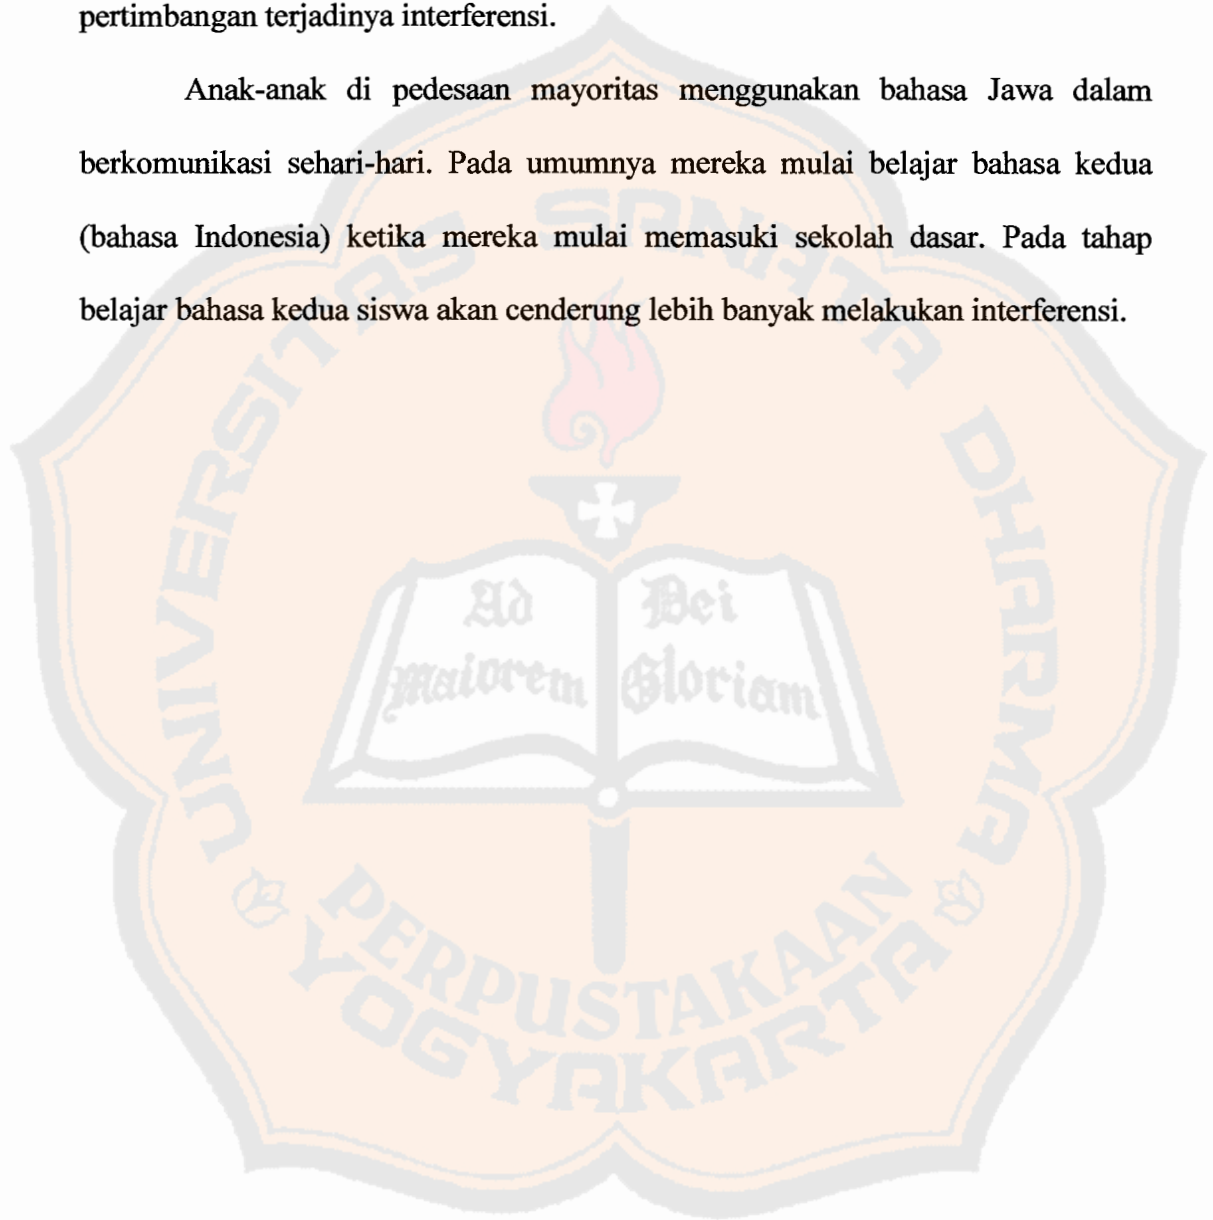 pertimbangan terjadinya interferensi.
Anak-anak di pedesaan mayoritas menggunakan bahasa Jawa dalam
berkomunikasi sehari-hari. Pada umumnya mereka mulai belajar bahasa kedua
(bahasa Indonesia) ketika mereka mulai memasuki sekolah dasar. Pada tahap
belajar bahasa kedua siswa akan cenderung lebih banyak melakukan interferensi.
UNIVERSITAS SANATA DHARMA
Ad Dei
Maiorem Gloriam
PERPUSTAKAAN
YOGYAKARTA